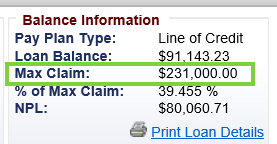 Balance Information
Pay Plan Type: Line of Credit
Loan Balance: $91,143.23
Max Claim: $231,000.00
% of Max Claim: 39.455 %
NPL: $80,060.71
Print Loan Details